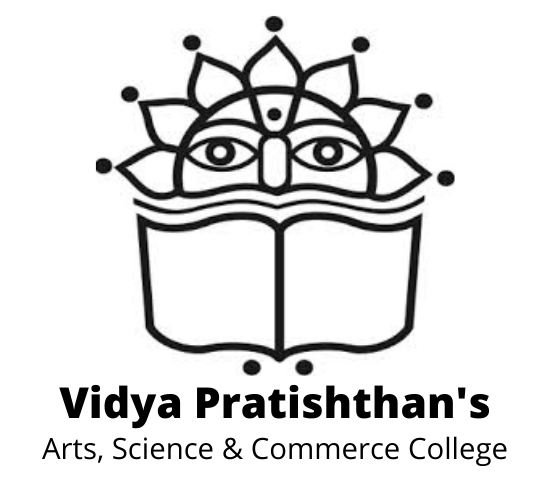 Vidya Pratishthan's
Arts, Science & Commerce College